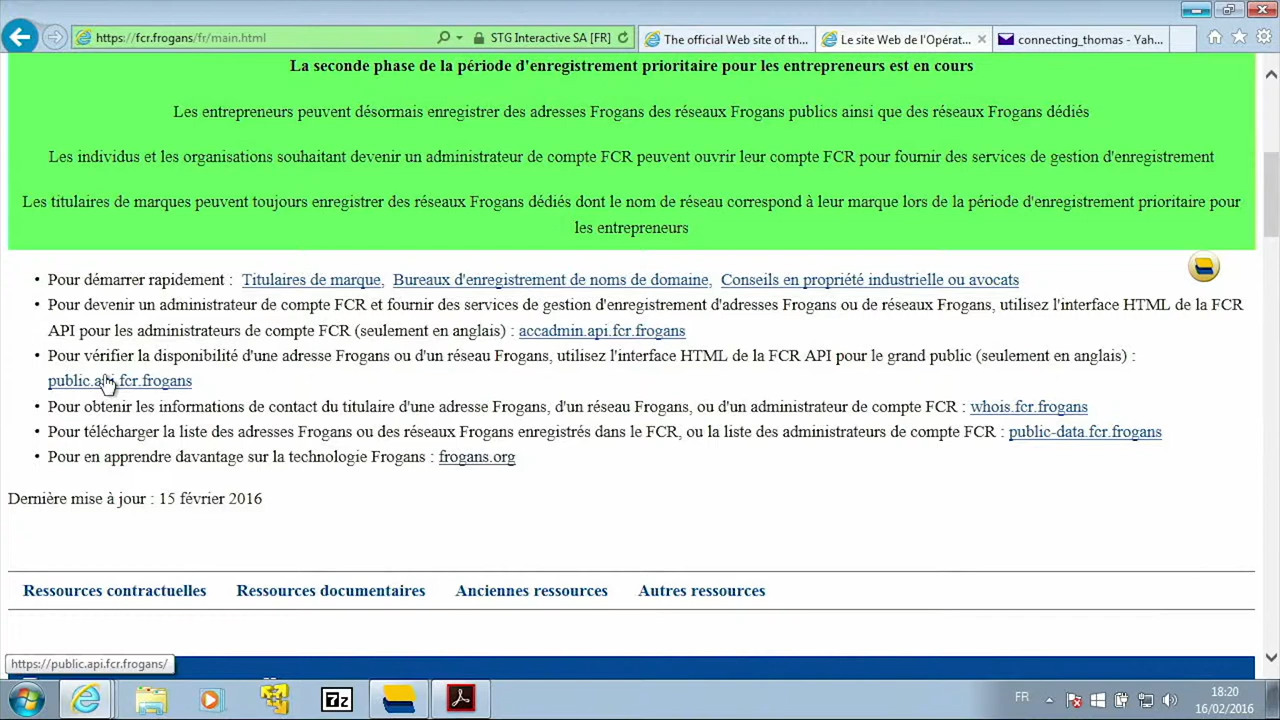 https://fcr.frogans/fr/main.html
STG Interactive SA [FR]
The official Web site of th...
Le site Web de l'Opérat...
connecting_thomas - Yah...
La seconde phase de la période d'enregistrement prioritaire pour les entrepreneurs est en cours
Les entrepreneurs peuvent désormais enregistrer des adresses Frogans des réseaux Frogans publics ainsi que des réseaux Frogans dédiés
Les individus et les organisations souhaitant devenir un administrateur de compte FCR peuvent ouvrir leur compte FCR pour fournir des services de gestion d'enregistrement
Les titulaires de marques peuvent toujours enregistrer des réseaux Frogans dédiés dont le nom de réseau correspond à leur marque lors de la période d'enregistrement prioritaire pour
les entrepreneurs
• Pour démarrer rapidement : Titulaires de marque, Bureaux d'enregistrement de noms de domaine, Conseils en propriété industrielle ou avocats
• Pour devenir un administrateur de compte FCR et fournir des services de gestion d'enregistrement d'adresses Frogans ou de réseaux Frogans, utilisez l'interface HTML de la FCR
API pour les administrateurs de compte FCR (seulement en anglais) : accadmin.api.fcr.frogans
• Pour vérifier la disponibilité d'une adresse Frogans ou d'un réseau Frogans, utilisez l'interface HTML de la FCR API pour le grand public (seulement en anglais) :
public.api.fcr.frogans
• Pour obtenir les informations de contact du titulaire d'une adresse Frogans, d'un réseau Frogans, ou d'un administrateur de compte FCR : whois.fcr.frogans
• Pour télécharger la liste des adresses Frogans ou des réseaux Frogans enregistrés dans le FCR, ou la liste des administrateurs de compte FCR : public-data.fcr.frogans
• Pour en apprendre davantage sur la technologie Frogans : frogans.org
Dernière mise à jour : 15 février 2016
Ressources contractuelles
Ressources documentaires
Anciennes ressources
Autres ressources
https://public.api.fcr.frogans/
7z
FR
18:20
16/02/2016